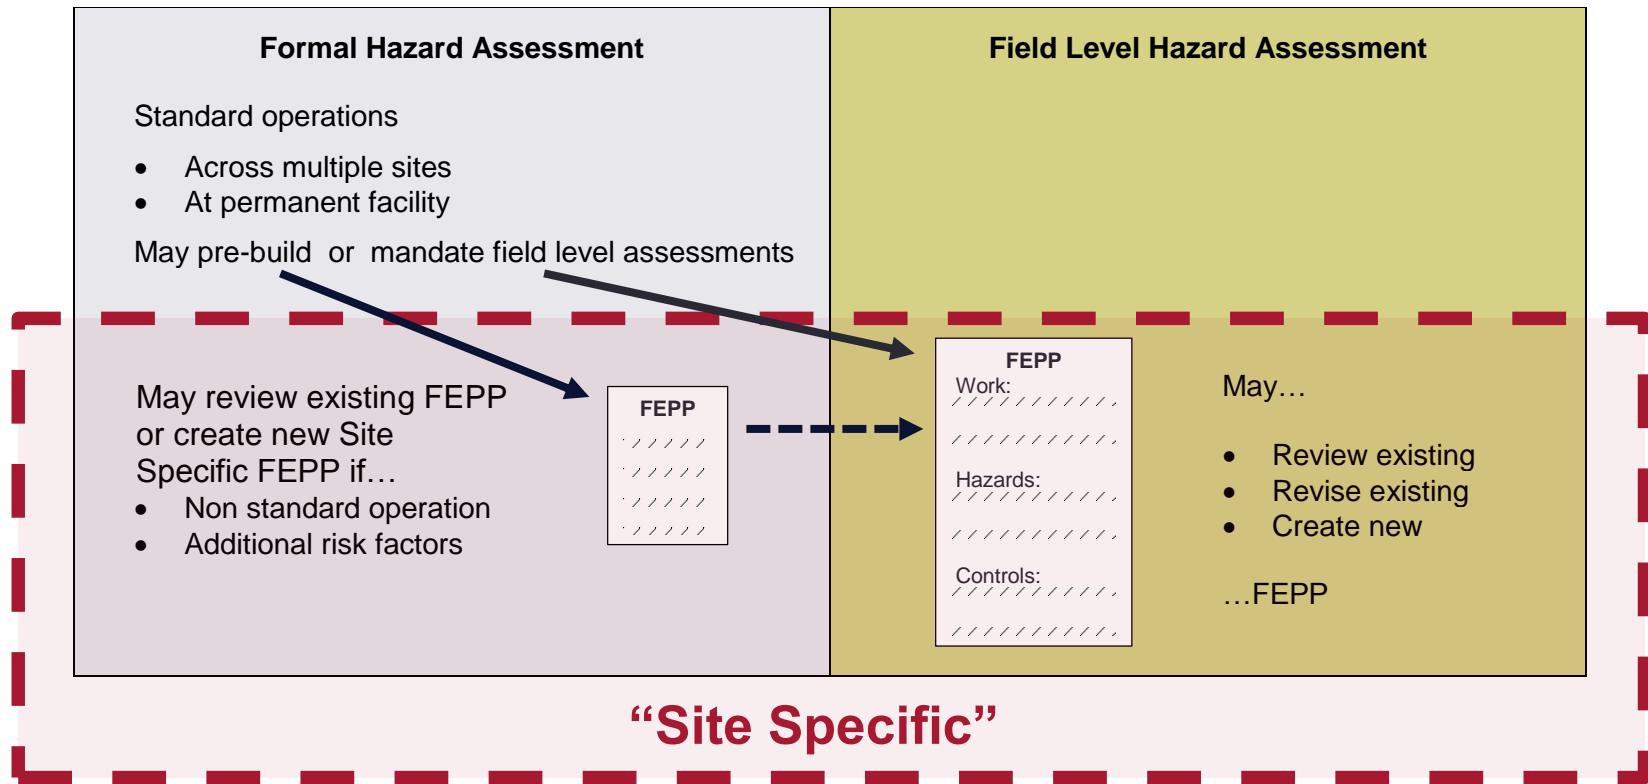 Formal Hazard Assessment
Standard operations
• Across multiple sites
• At permanent facility
May pre-build or mandate field level assessments
May review existing FEPP
or create new Site
Specific FEPP if…
• Non standard operation
• Additional risk factors
FEPP
Field Level Hazard Assessment
FEPP
Work:
Hazards:
Controls:
May…
• Review existing
• Revise existing
• Create new
…FEPP
“Site Specific”